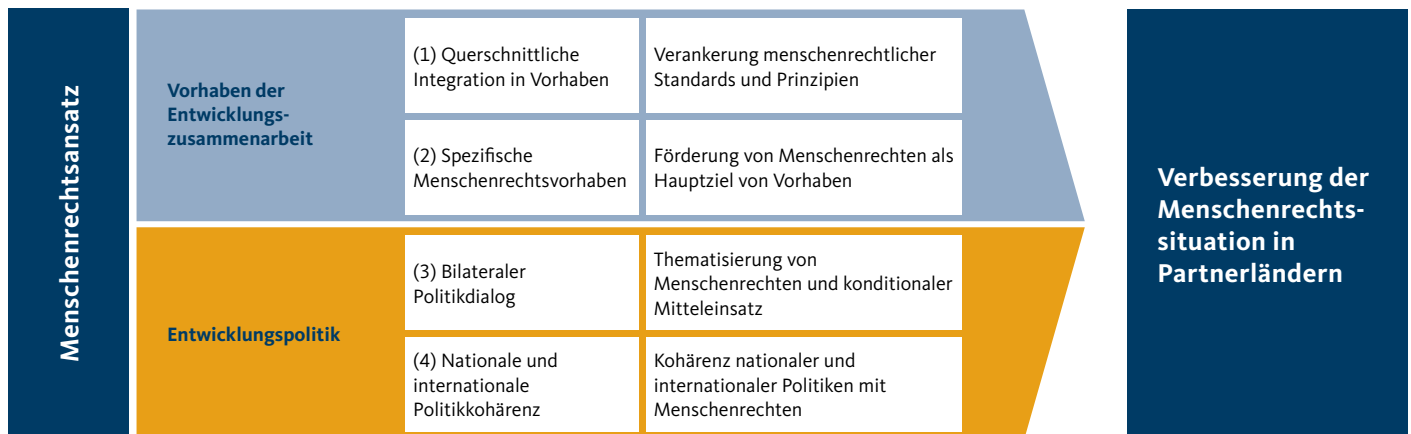 Menschenrechtsansatz
Vorhaben der
Entwicklungs-
zusammenarbeit
(1) Querschnittliche
Integration in Vorhaben
Verankerung menschenrechtlicher
Standards und Prinzipien
(2) Spezifische
Menschenrechtsvorhaben
Förderung von Menschenrechten als
Hauptziel von Vorhaben
Entwicklungspolitik
(3) Bilateraler
Politikdialog
Thematisierung von
Menschenrechten und konditionaler
Mitteleinsatz
(4) Nationale und
internationale
Politikkohärenz
Kohärenz nationaler und
internationaler Politiken mit
Menschenrechten
Verbesserung der
Menschenrechts-
situation in
Partnerländern